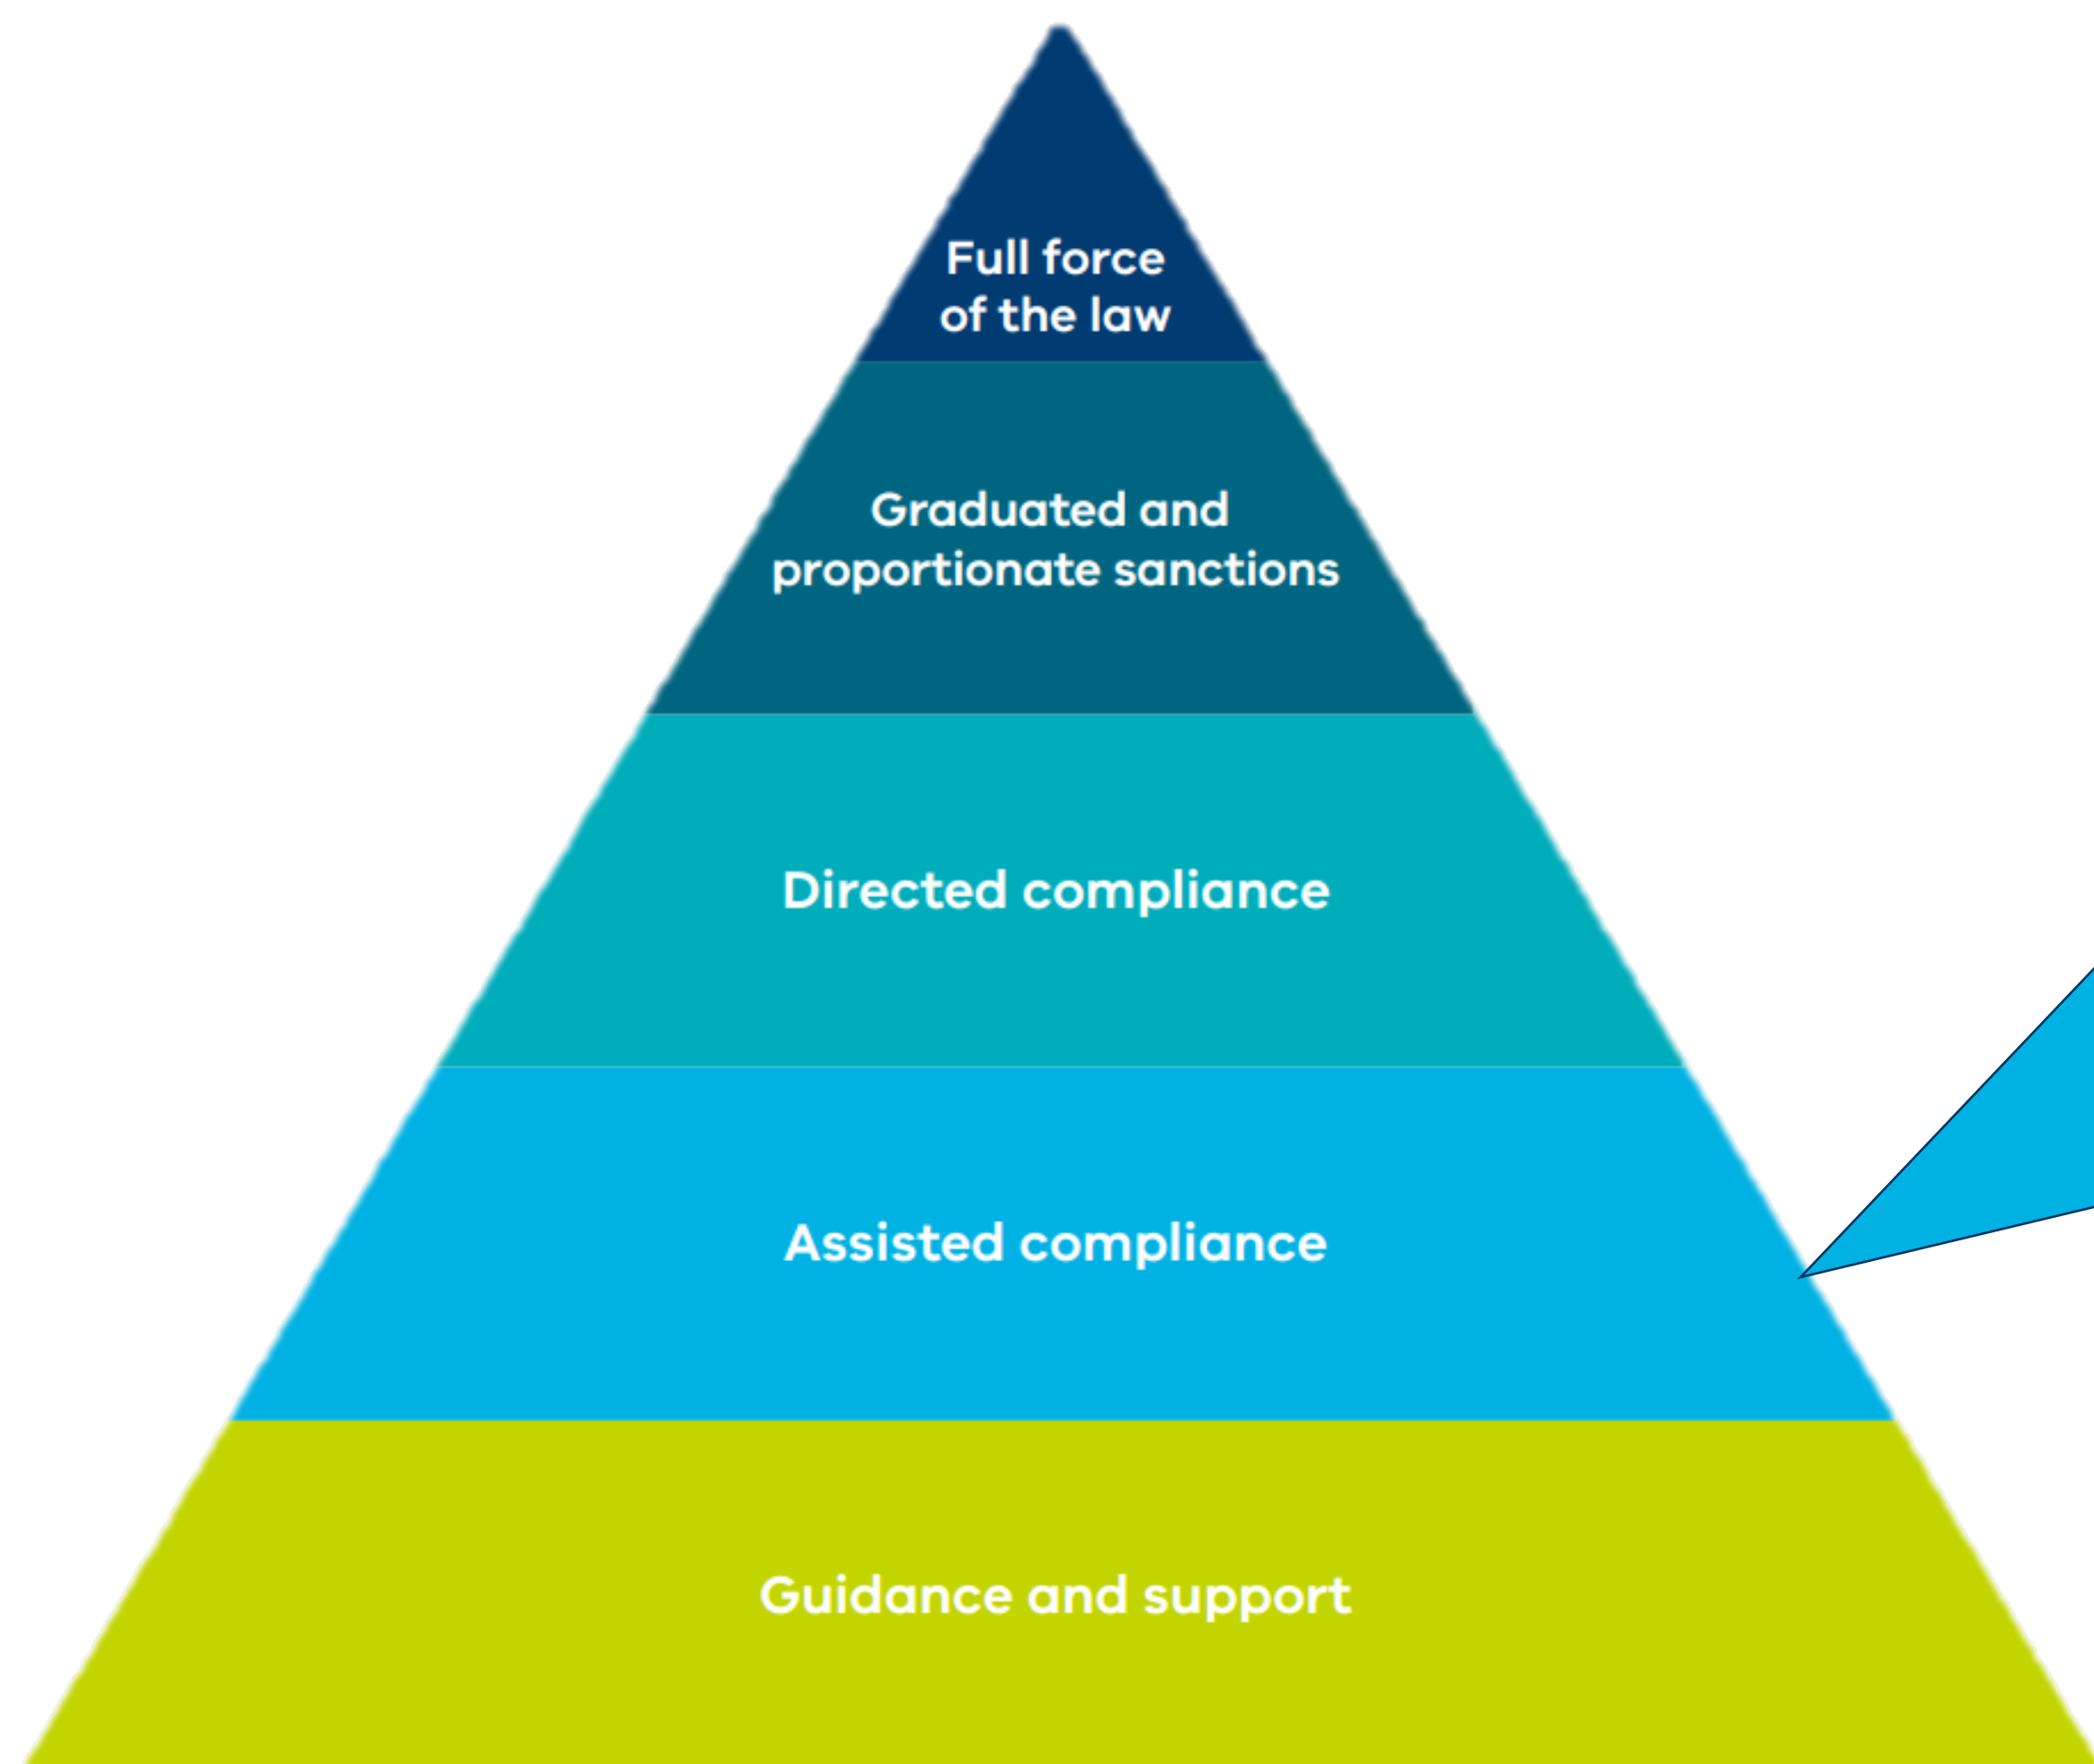 Full force
of the law
Graduated and
proportionate sanctions
Directed compliance
Assisted compliance
Guidance and support